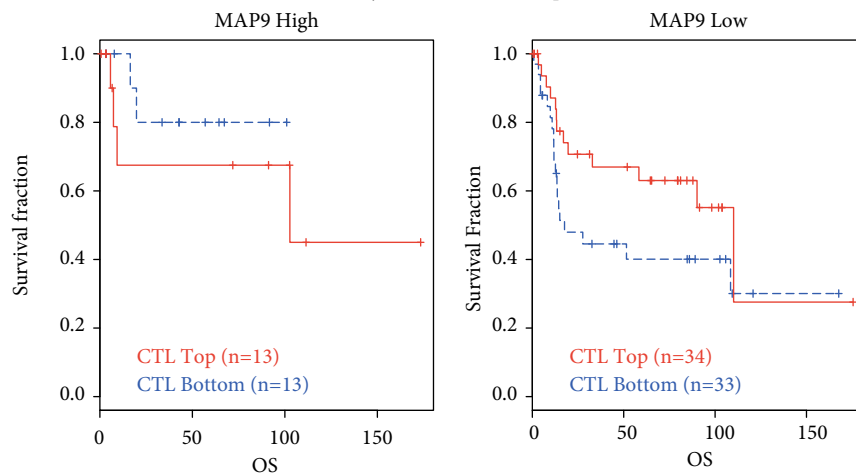 MAP9 High
1.0
0.8
0.6
0.4
0.2
0.0
Survival fraction
CTL Top (n=13)
CTL Bottom (n=13)
0
50
100
150
OS
MAP9 Low
1.0
0.8
0.6
0.4
0.2
0.0
Survival Fraction
CTL Top (n=34)
CTL Bottom (n=33)
0
50
100
150
OS